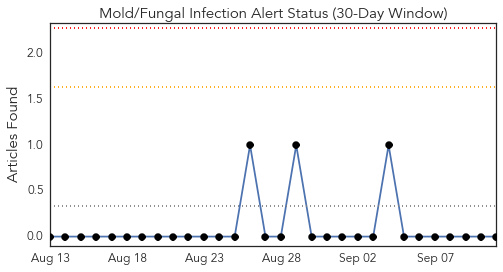 Mold/Fungal Infection Alert Status (30-Day Window)
Articles Found
2.0
1.5
1.0
0.5
0.0
Aug 13 Aug 18 Aug 23 Aug 28 Sep 02 Sep 07